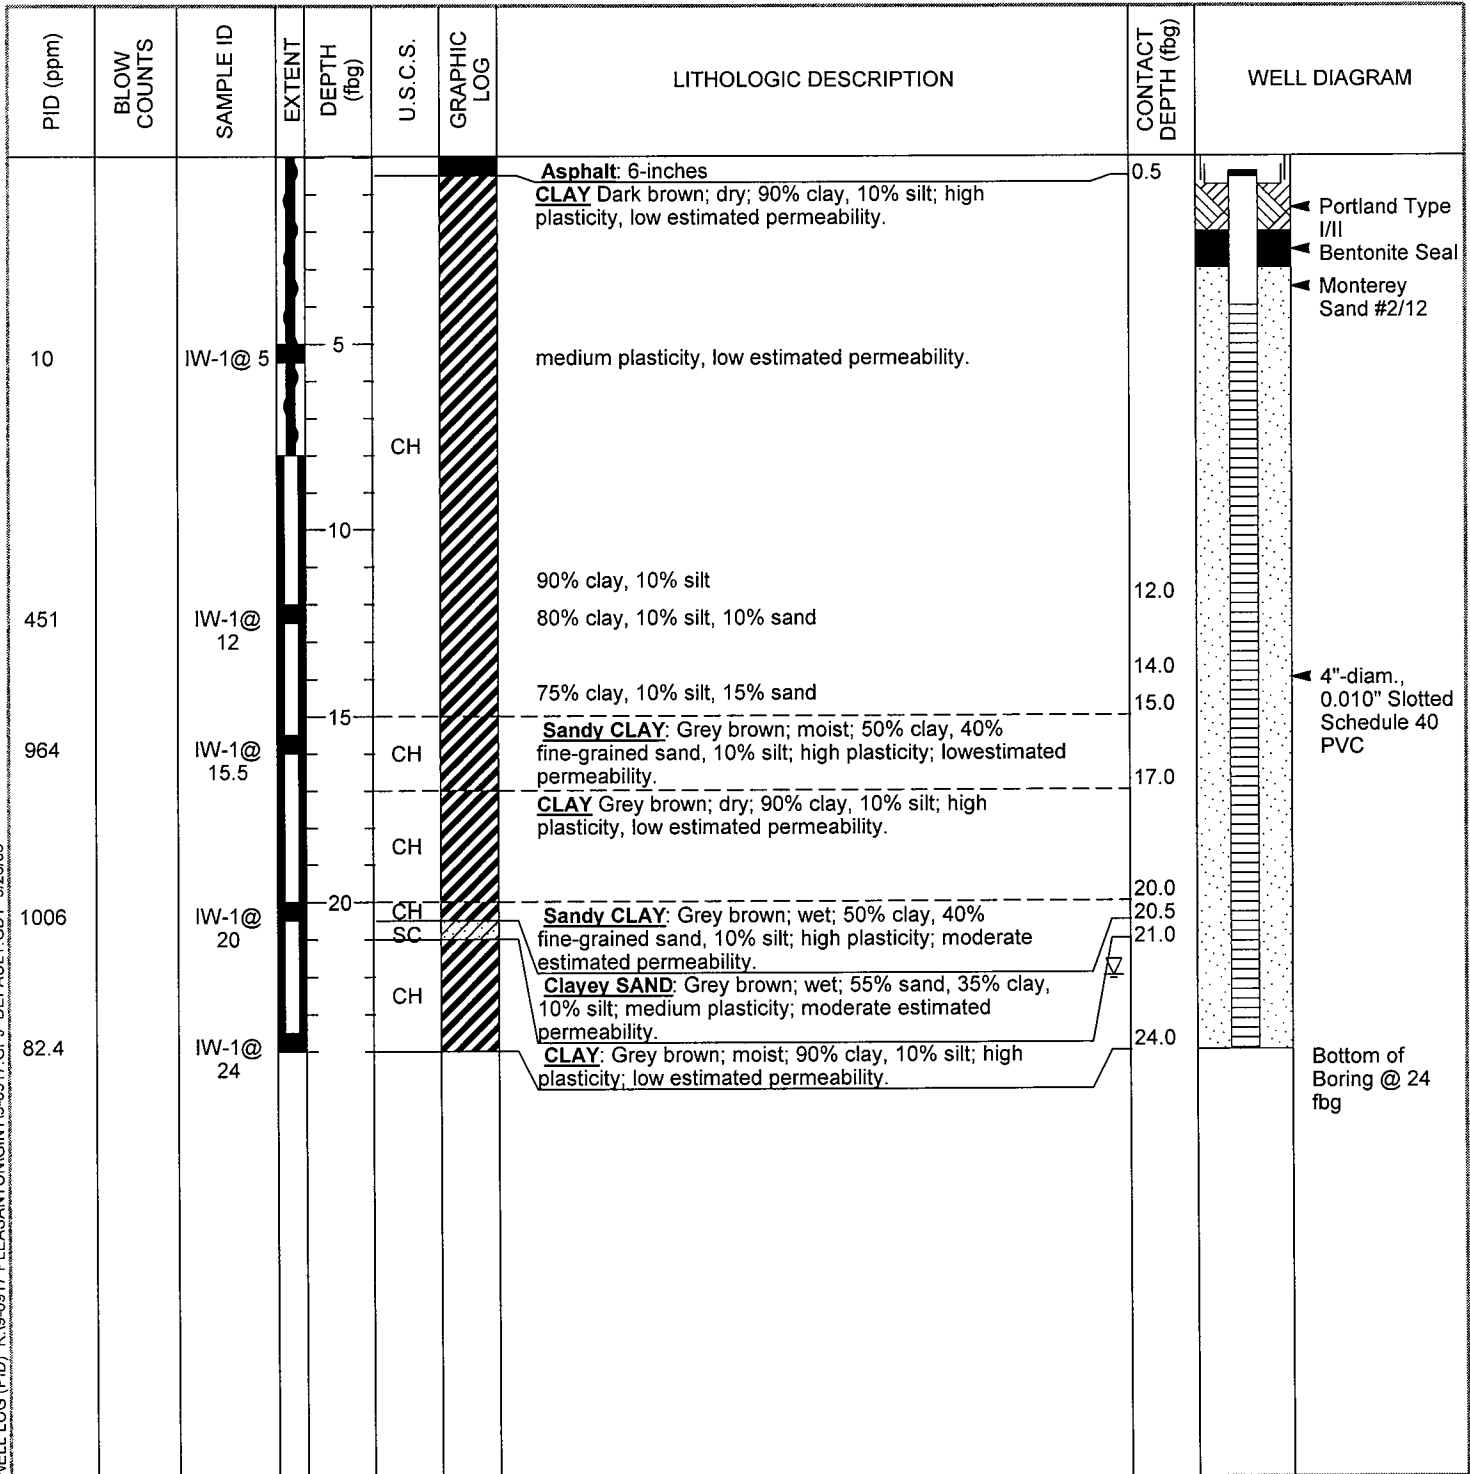 PID (ppm)
BLOW
COUNTS
SAMPLE ID
EXTENT
DEPTH
(fbg)
U.S.C.S.
GRAPHIC
LOG
LITHOLOGIC DESCRIPTION
CONTACT
DEPTH (fbg)
WELL DIAGRAM
Asphalt: 6-inches
0.5
CLAY Dark brown; dry; 90% clay, 10% silt; high
plasticity, low estimated permeability.
Portland Type
I/II
Bentonite Seal
Monterey
Sand #2/12
10
IW-1@ 5
5
medium plasticity, low estimated permeability.
CH
10
90% clay, 10% silt
12.0
451
IW-1@
12
80% clay, 10% silt, 10% sand
14.0
75% clay, 10% silt, 15% sand
15.0
4"-diam.,
0.010" Slotted
Schedule 40
PVC
15
964
IW-1@
15.5
CH
Sandy CLAY: Grey brown; moist; 50% clay, 40%
fine-grained sand, 10% silt; high plasticity; lowestimated
permeability.
17.0
CLAY Grey brown; dry; 90% clay, 10% silt; high
plasticity, low estimated permeability.
CH
20.0
20
1006
IW-1@
20
CH
Sandy CLAY: Grey brown; wet; 50% clay, 40%
fine-grained sand, 10% silt; high plasticity; moderate
estimated permeability.
20.5
SC
21.0
Clayey SAND: Grey brown; wet; 55% sand, 35% clay,
10% silt; medium plasticity; moderate estimated
permeability.
CH
24.0
82.4
IW-1@
24
CLAY: Grey brown; moist; 90% clay, 10% silt; high
plasticity; low estimated permeability.
Bottom of
Boring @ 24
fbg